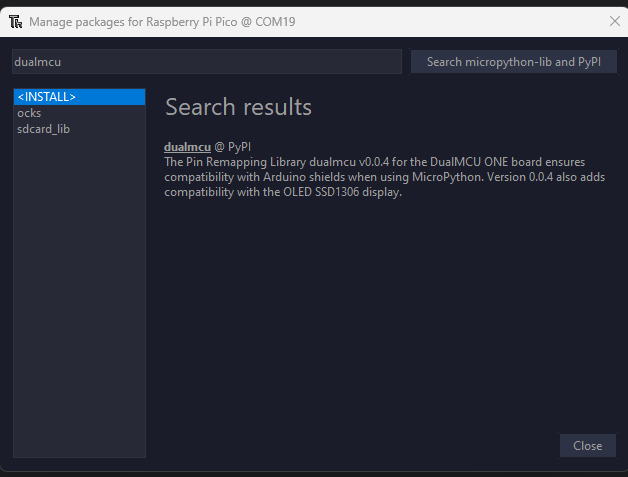 Manage packages for Raspberry Pi Pico @ COM19
dualmcu
Search micropython-lib and PyPI
<INSTALL>
ocks
sdcard_lib
Search results
dualmcu @ PyPI
The Pin Remapping Library dualmcu v0.0.4 for the DualMCU ONE board ensures
compatibility with Arduino shields when using MicroPython. Version 0.0.4 also adds
compatibility with the OLED SSD1306 display.
Close